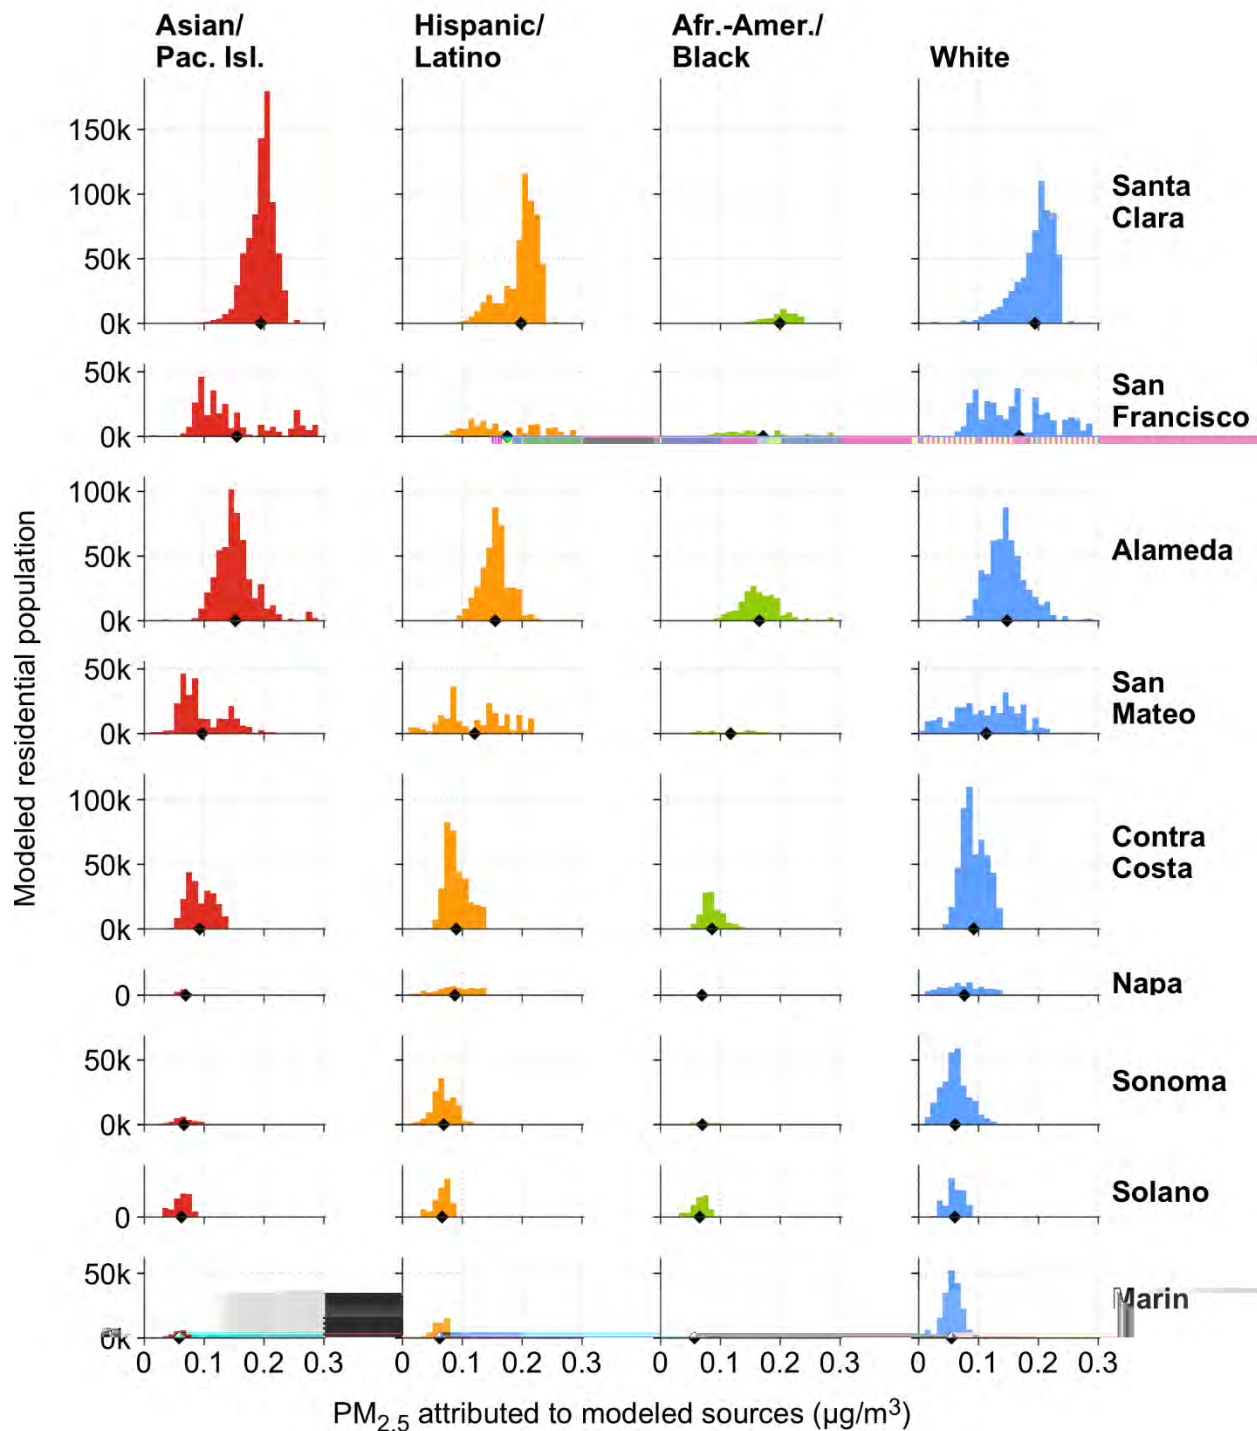 Asian/
Pac. Isl.
Hispanic/
Latino
Afr.-Amer./
Black
White
150k
100k
50k
0k
Santa
Clara
50k
0k
San
Francisco
100k
50k
0k
Alameda
50k
0k
San
Mateo
100k
50k
0k
Contra
Costa
0
Napa
50k
0k
Sonoma
0
Solano
50k
0k
Marin
0 0.1 0.2 0.3 0 0.1 0.2 0.3 0 0.1 0.2 0.3 0 0.1 0.2 0.3
Modeled residential population
PM2.5 attributed to modeled sources (µg/m³)